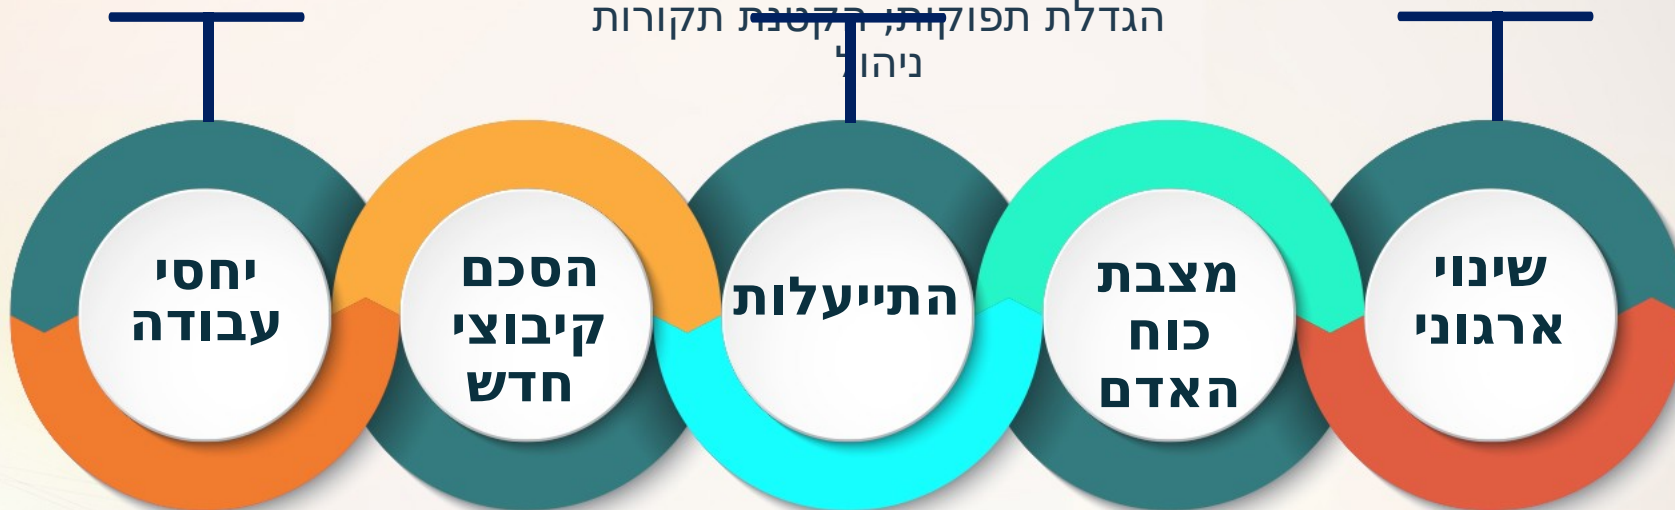 הגדלת תפוקות, הקטנת תקורות
ניהול
שינוי
ארגוני
מצבת
כוח
האדם
התייעלות
הסכם
קיבוצי
חדש
יחסי
עבודה